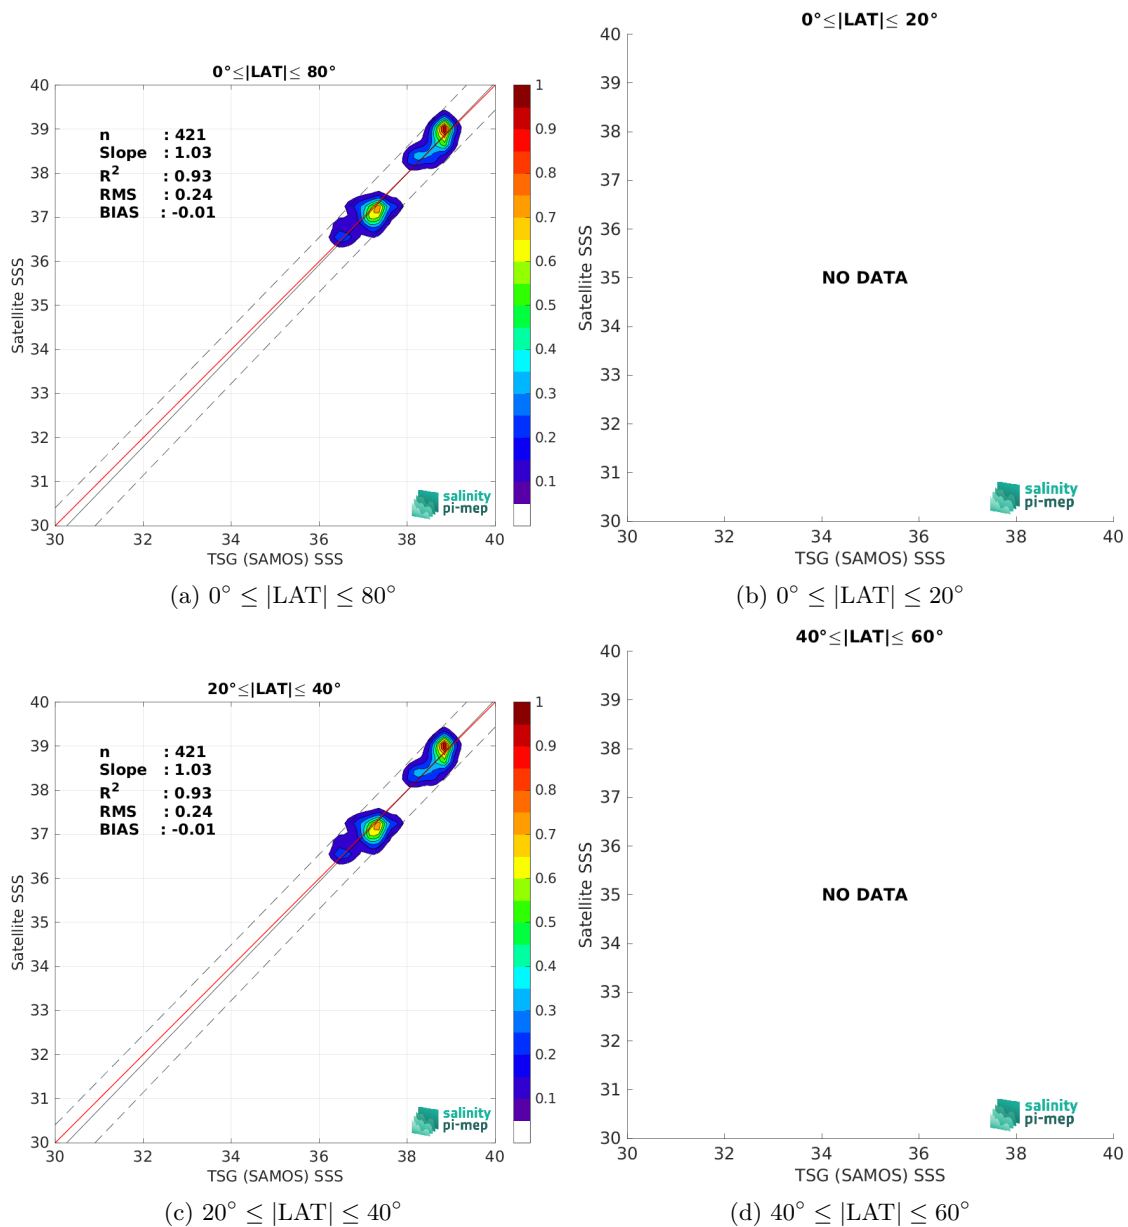 0°≤|LAT|≤ 80°
Satellite SSS
40
39
38
37
36
35
34
33
32
31
30
n : 421
Slope : 1.03
R² : 0.93
RMS : 0.24
BIAS : -0.01
salinity
pi-mep
30 32 34 36 38 40
TSG (SAMOS) SSS
1
0.9
0.8
0.7
0.6
0.5
0.4
0.3
0.2
0.1
(a) 0° ≤ |LAT| ≤ 80°
0°≤|LAT|≤ 20°
Satellite SSS
40
39
38
37
36
35
34
33
32
31
30
NO DATA
salinity
pi-mep
30 32 34 36 38 40
TSG (SAMOS) SSS
(b) 0° ≤ |LAT| ≤ 20°
20°≤|LAT|≤ 40°
Satellite SSS
40
39
38
37
36
35
34
33
32
31
30
n : 421
Slope : 1.03
R² : 0.93
RMS : 0.24
BIAS : -0.01
salinity
pi-mep
30 32 34 36 38 40
TSG (SAMOS) SSS
1
0.9
0.8
0.7
0.6
0.5
0.4
0.3
0.2
0.1
(c) 20° ≤ |LAT| ≤ 40°
40°≤|LAT|≤ 60°
Satellite SSS
40
39
38
37
36
35
34
33
32
31
30
NO DATA
salinity
pi-mep
30 32 34 36 38 40
TSG (SAMOS) SSS
(d) 40° ≤ |LAT| ≤ 60°